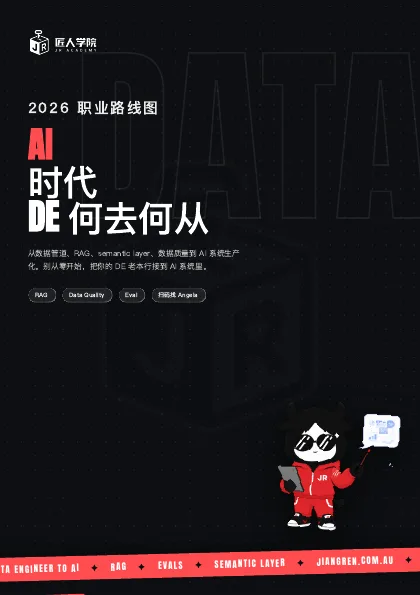 匠人学院
JR ACADEMY
DATA
2026 职业路线图
AI
时代
DE 何去何从
从数据管道、RAG、semantic layer、数据质量到 AI 系统生产
化。别从零开始，把你的 DE 老本行接到 AI 系统里。
RAG Data Quality Eval 扫码找 Angela
JR
JR
TA ENGINEER TO AI ✦ RAG ✦ EVALS ✦ SEMANTIC LAYER ✦ JIANGREN.COM.AU ✦